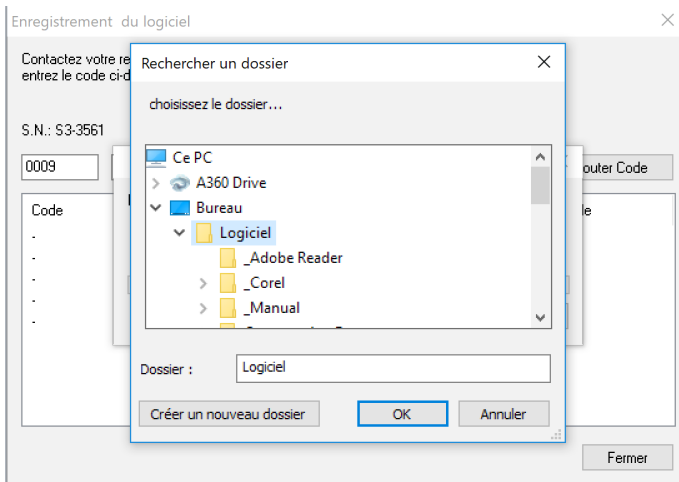 Enregistrement du logiciel
Contactez votre re
entrez le code ci-d
S.N.: S3-3561
0009
outer Code
Code
le
-
-
-
-
-
Rechercher un dossier
choisissez le dossier...
Ce PC
A360 Drive
Bureau
Logiciel
_Adobe Reader
_Corel
_Manual
Dossier :
Logiciel
Créer un nouveau dossier
OK
Annuler
Fermer